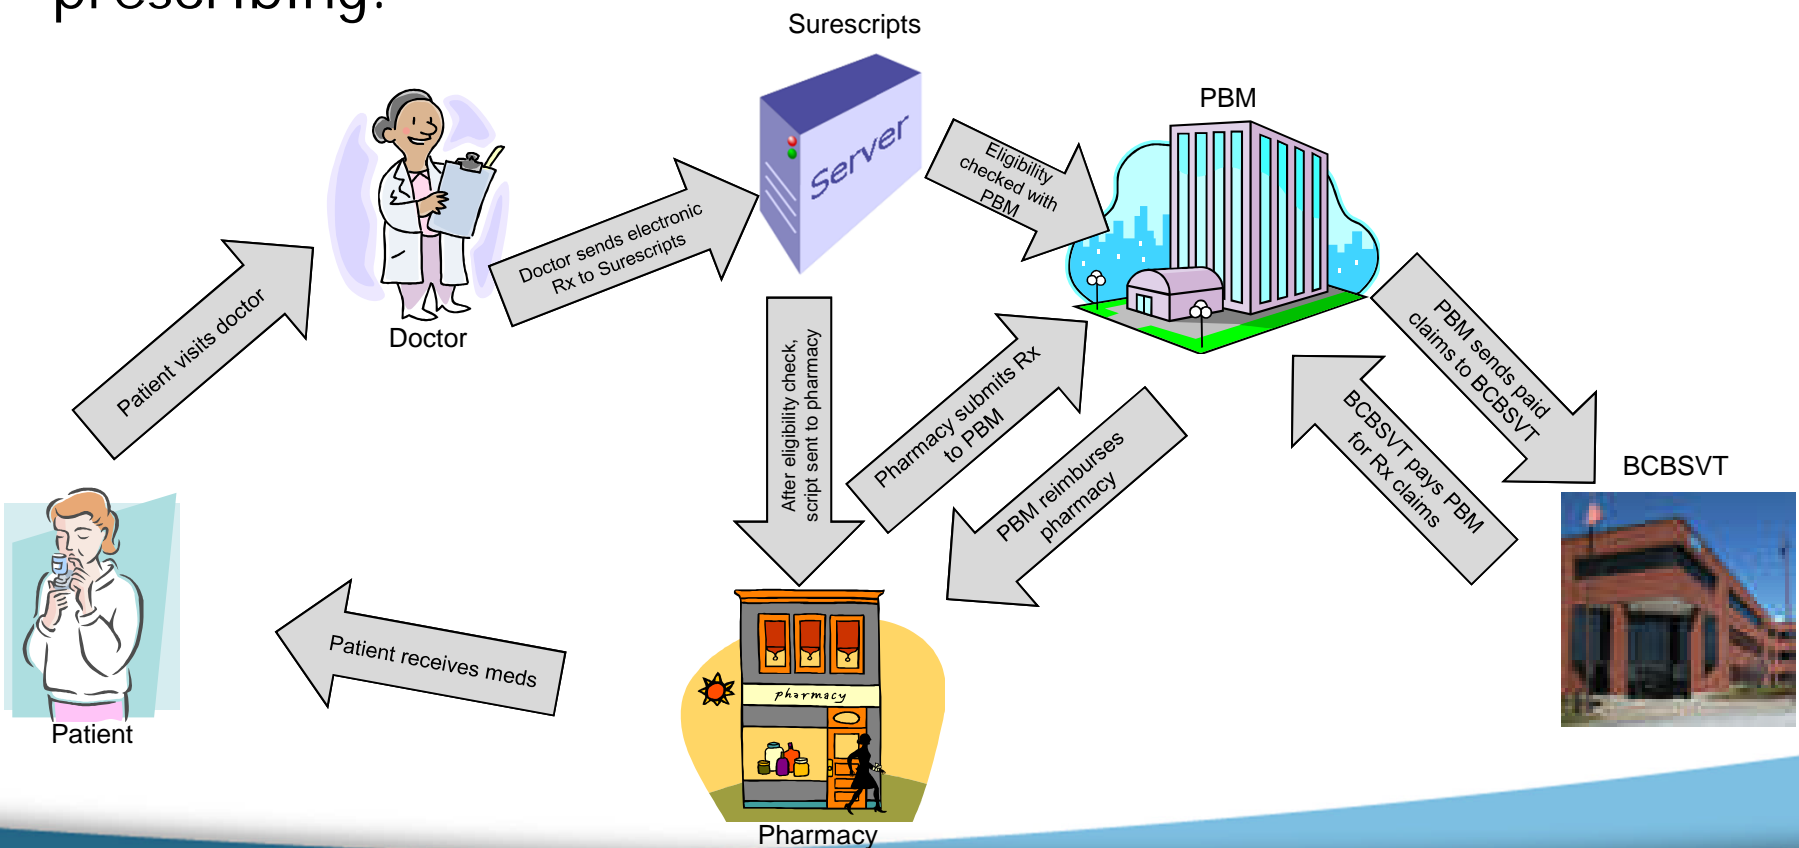 prescribing.
Surescripts
PBM
Server
Eligibility
checked with
PBM
Doctor sends electronic
Rx to Surescripts
Patient visits doctor
Doctor
After eligibility check,
script sent to pharmacy
Pharmacy submits Rx
to PBM
PBM reimburses
pharmacy
PBM sends paid
claims to BCBSVT
BCBSVT pays PBM
for Rx claims
BCBSVT
Patient receives meds
pharmacy
Patient
Pharmacy